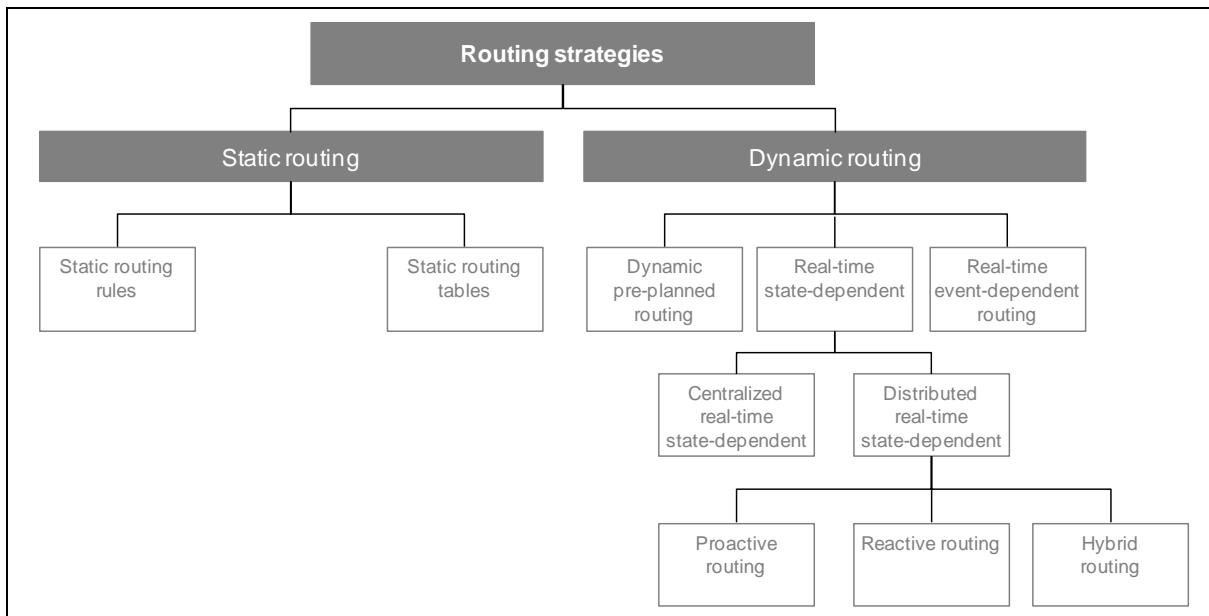 Routing strategies
Static routing
Dynamic routing
Static routing
rules
Static routing
tables
Dynamic
pre-planned
routing
Real-time
state-dependent
Real-time
event-dependent
routing
Centralized
real-time
state-dependent
Distributed
real-time
state-dependent
Proactive
routing
Reactive routing
Hybrid
routing